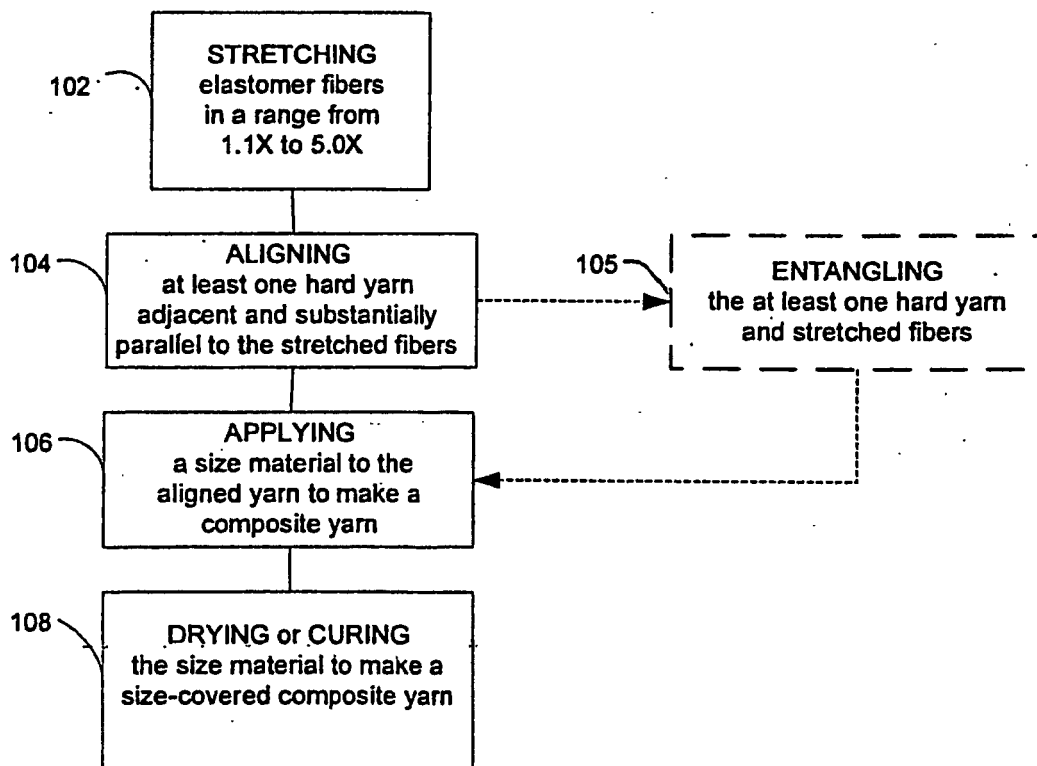 102
STRETCHING
elastomer fibers
in a range from
1.1X to 5.0X
104
ALIGNING
at least one hard yarn
adjacent and substantially
parallel to the stretched fibers
105
ENTANGLING
the at least one hard yarn
and stretched fibers
106
APPLYING
a size material to the
aligned yarn to make a
composite yarn
108
DRYING or CURING
the size material to make a
size-covered composite yarn